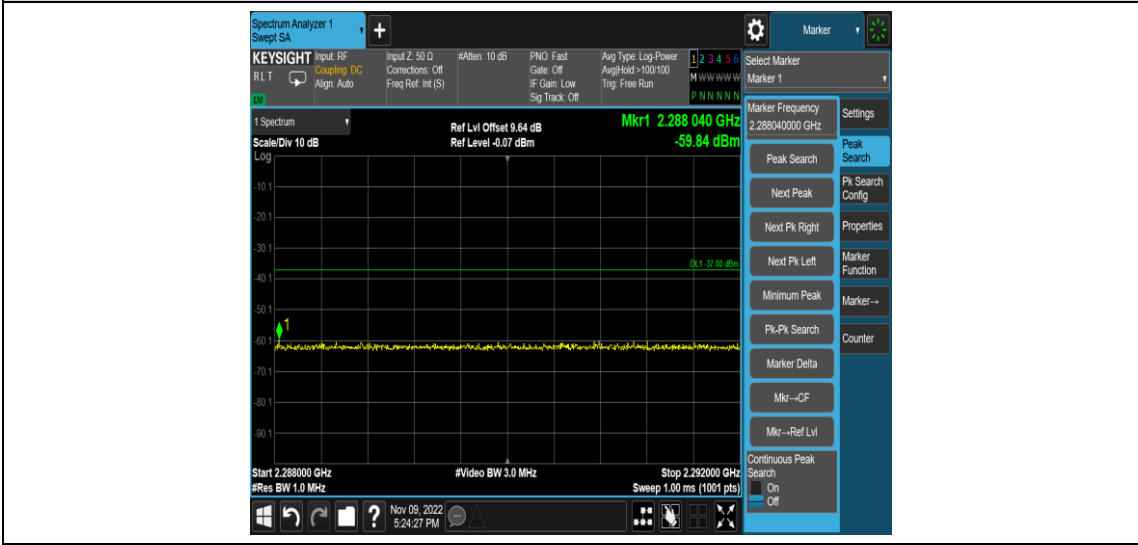 Spectrum Analyzer 1
Swept SA
+
Marker
KEYSIGHT
RLT
LXI
Input: RF
Coupling: DC
Align: Auto
Input Z: 50 Ω
Corrections: Off
Freq Ref: Int (S)
#Atten: 10 dB
PNO: Fast
Gate: Off
IF Gain: Low
Sig Track: Off
Avg Type: Log-Power
Avg|Hold:>100/100
Trig: Free Run
1 2 3 4 5 6
M W W W W W
P N N N N N
Select Marker
Marker 1
1 Spectrum
Scale/Div 10 dB
Log
Ref Lvl Offset 9.64 dB
Ref Level -0.07 dBm
Mkr1 2.288 040 GHz
-59.84 dBm
-10.1
-20.1
-30.1
DL1 -37.00 dBm
-40.1
-50.1
1
-60.1
-70.1
-80.1
-90.1
Start 2.288000 GHz
#Res BW 1.0 MHz
#Video BW 3.0 MHz
Stop 2.292000 GHz
Sweep 1.00 ms (1001 pts)
Marker Frequency
2.288040000 GHz
Peak Search
Next Peak
Next Pk Right
Next Pk Left
Minimum Peak
Pk-Pk Search
Marker Delta
Mkr→CF
Mkr→Ref Lvl
Continuous Peak
Search
On
Off
Settings
Peak
Search
Pk Search
Config
Properties
Marker
Function
Marker→
Counter
?
Nov 09, 2022
5:24:27 PM